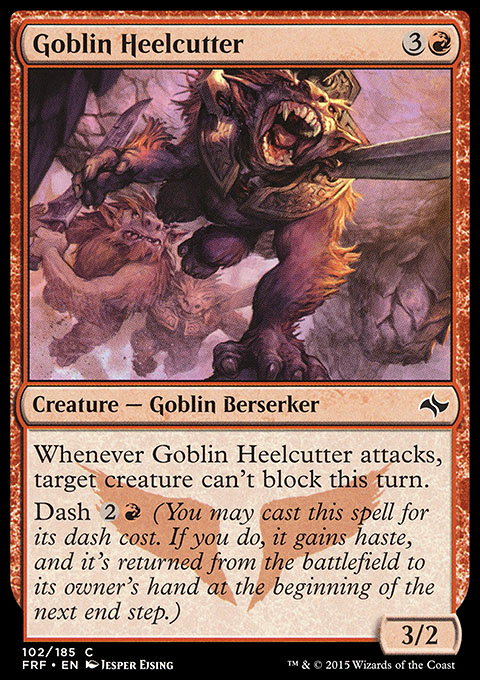 Goblin Heelcutter 3
Creature — Goblin Berserker
Whenever Goblin Heelcutter attacks,
target creature can't block this turn.
Dash 2 (You may cast this spell for
its dash cost. If you do, it gains haste,
and it's returned from the battlefield to
its owner's hand at the beginning of the
next end step.)
3/2
102/185 C
FRF • EN Jesper Eising
™ & © 2015 Wizards of the Coast